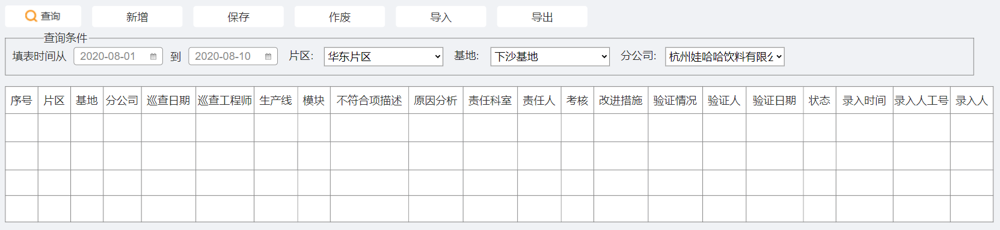 查询 新增 保存 作废 导入 导出
查询条件
填表时间从 2020-08-01 到 2020-08-10 片区: 华东片区 基地: 下沙基地 分公司: 杭州娃哈哈饮料有限公
序号 片区 基地 分公司 巡查日期 巡查工程师 生产线 模块 不符合项描述 原因分析 责任科室 责任人 考核 改进措施 验证情况 验证人 验证日期 状态 录入时间 录入人工号 录入人